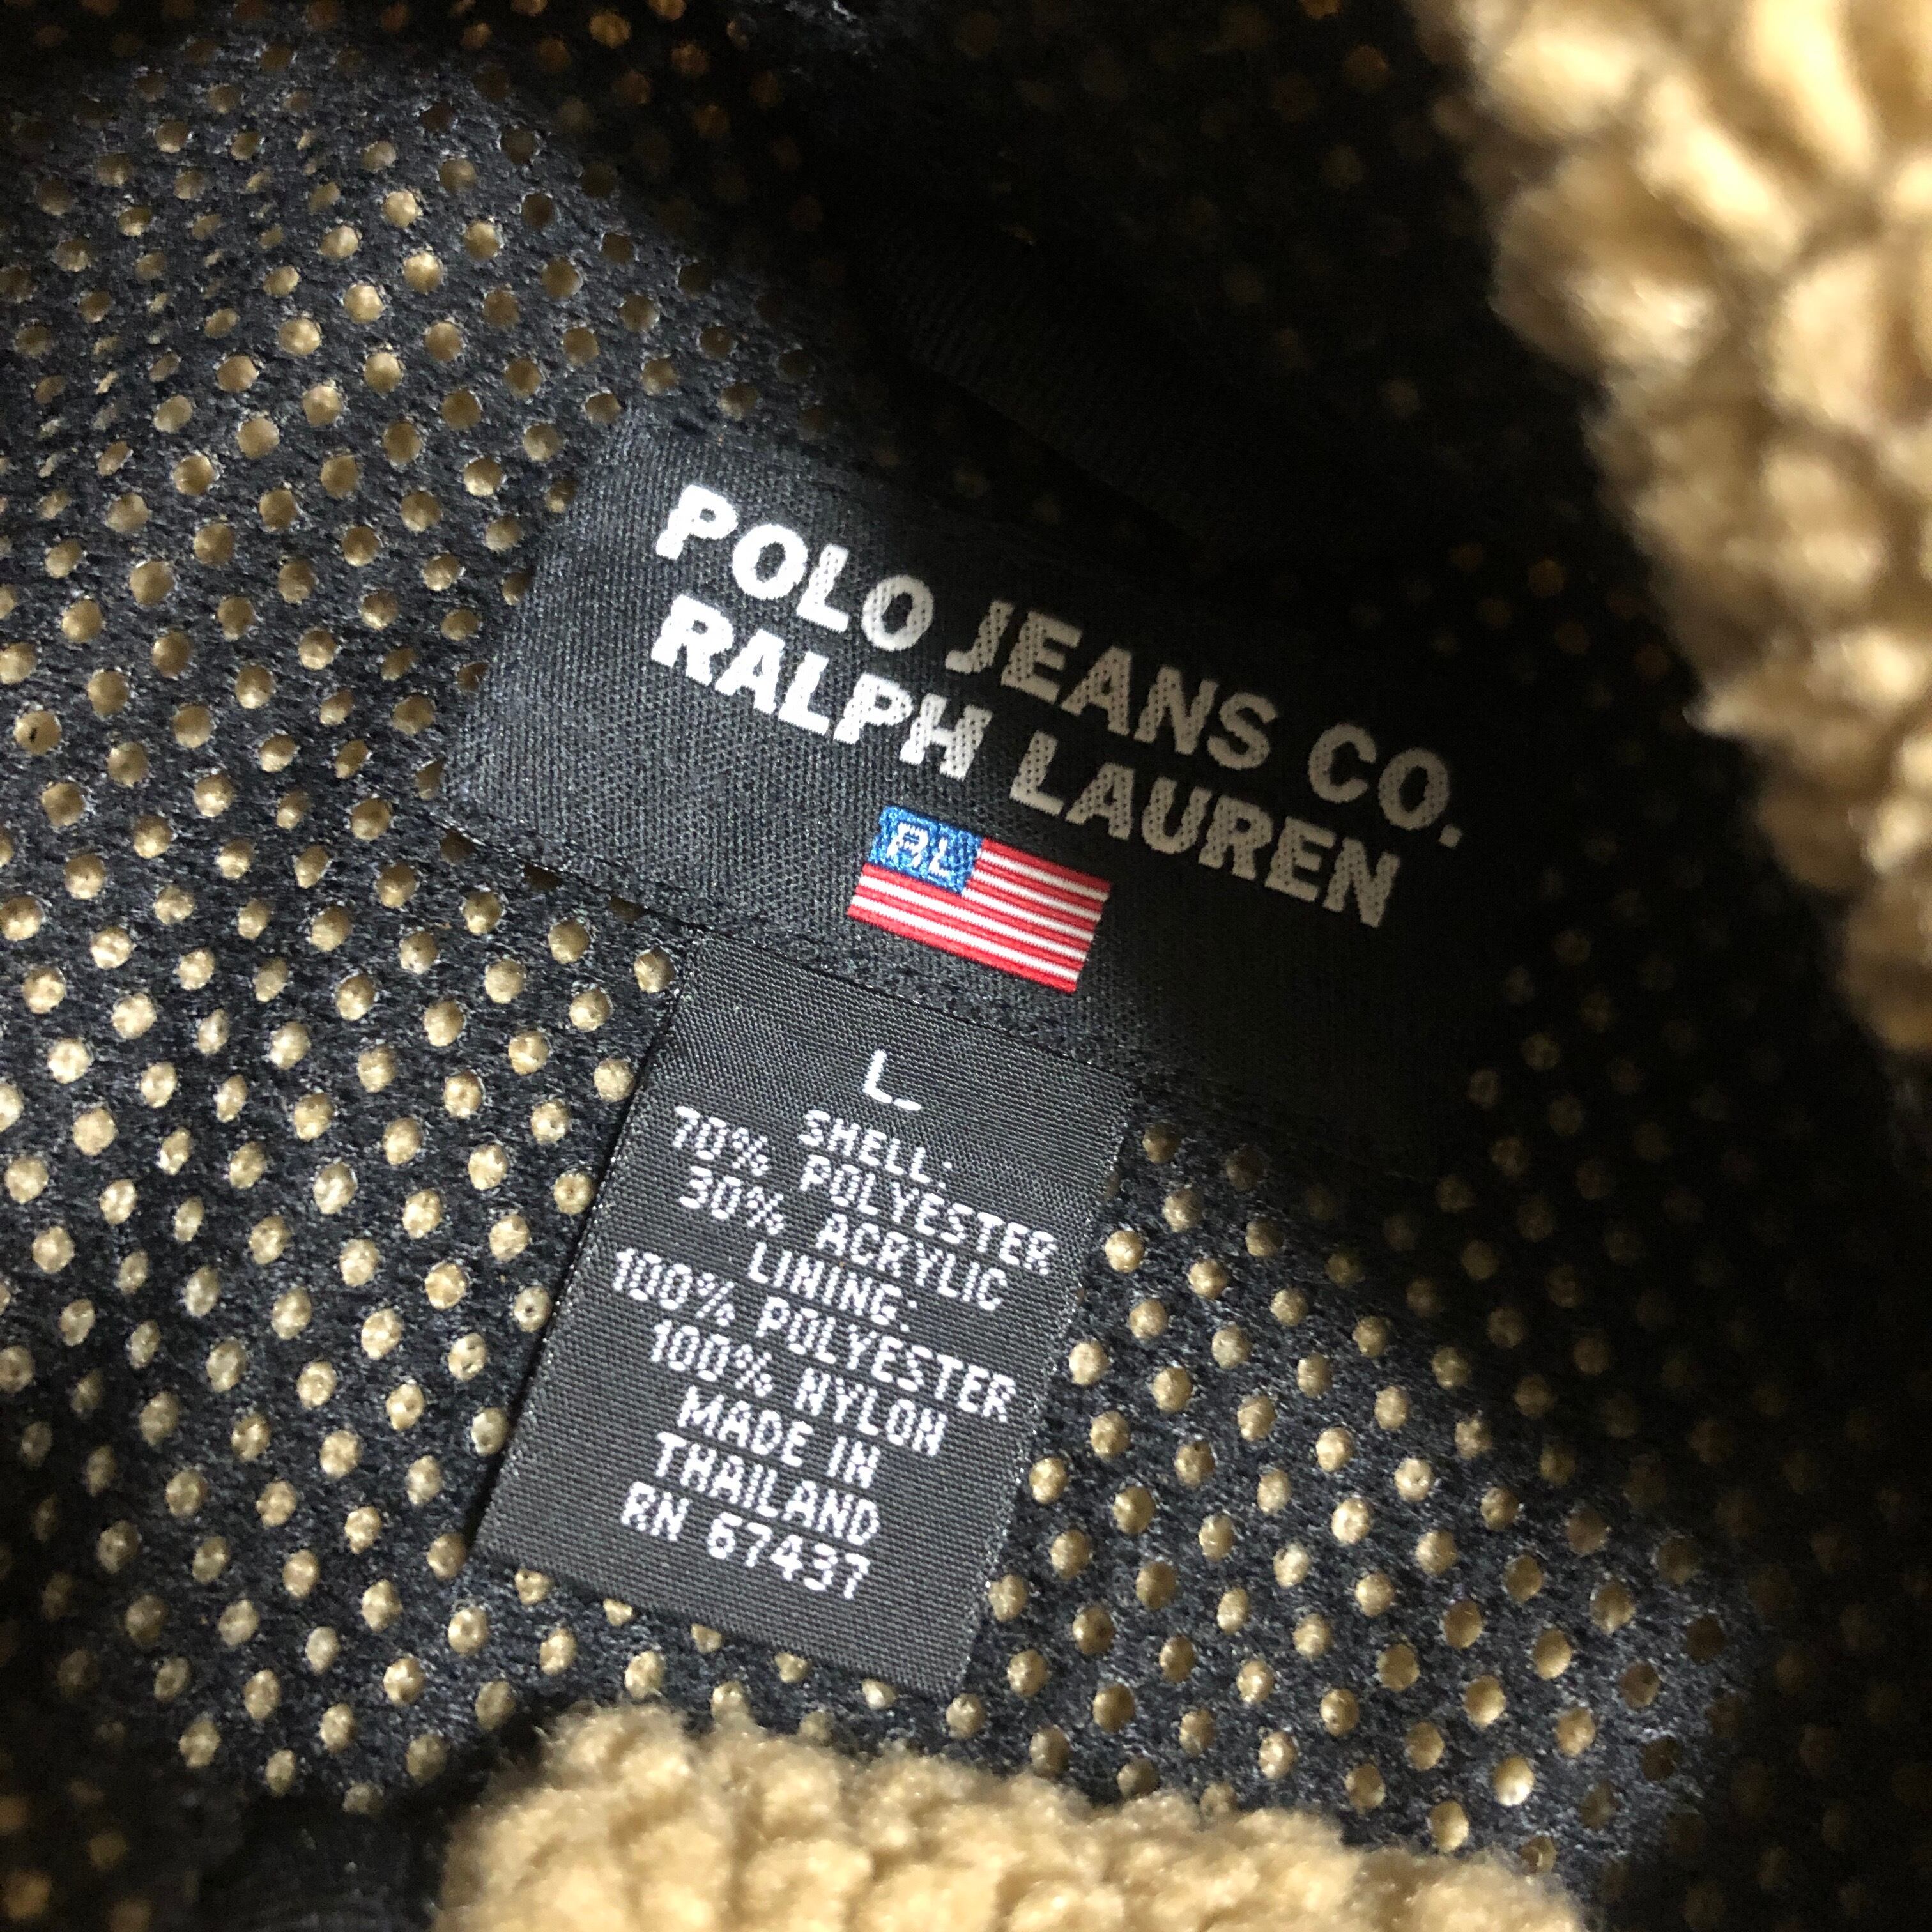 POLO JEANS CO.
RALPH LAUREN
RL
L
SHELL:
70% POLYESTER
30% ACRYLIC
LINING:
100% POLYESTER
100% NYLON
MADE IN
THAILAND
RN 67437